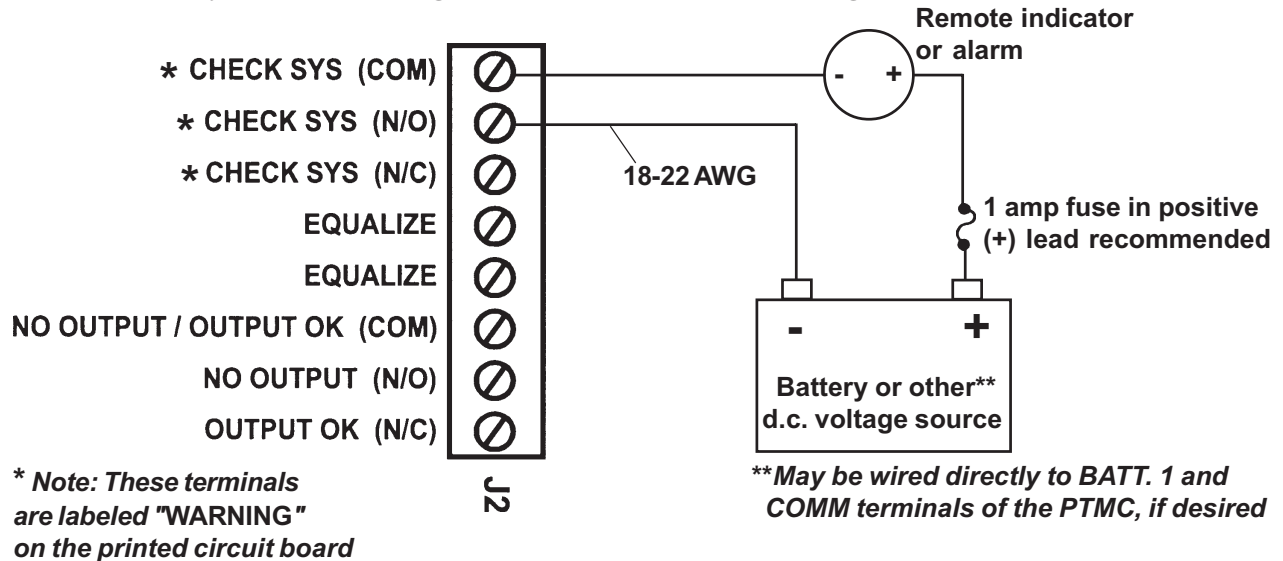 Remote indicator
or alarm
* CHECK SYS (COM)
- +
* CHECK SYS (N/O)
* CHECK SYS (N/C)
18-22 AWG
EQUALIZE
1 amp fuse in positive
(+) lead recommended
EQUALIZE
NO OUTPUT / OUTPUT OK (COM)
- +
NO OUTPUT (N/O)
Battery or other**
d.c. voltage source
OUTPUT OK (N/C)
J2
* Note: These terminals
are labeled "WARNING"
on the printed circuit board
**May be wired directly to BATT. 1 and
COMM terminals of the PTMC, if desired